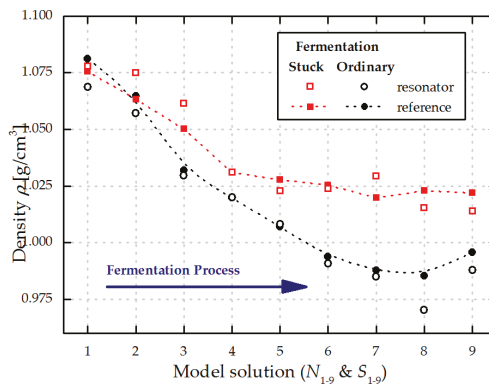 1.100
1.075
1.050
1.025
1.000
0.975
Density ρ [g/cm³]
Fermentation
Stuck Ordinary
resonator
reference
Fermentation Process
1 2 3 4 5 6 7 8 9
Model solution (N₁₋₉ & S₁₋₉)